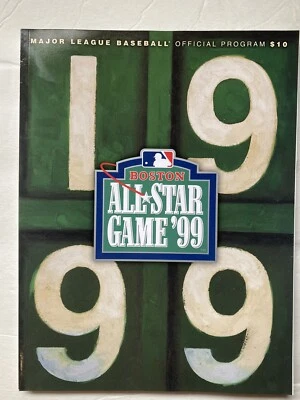 MAJOR LEAGUE BASEBALL® OFFICIAL PROGRAM $10
19
BOSTON
ALL★STAR
GAME '99
99